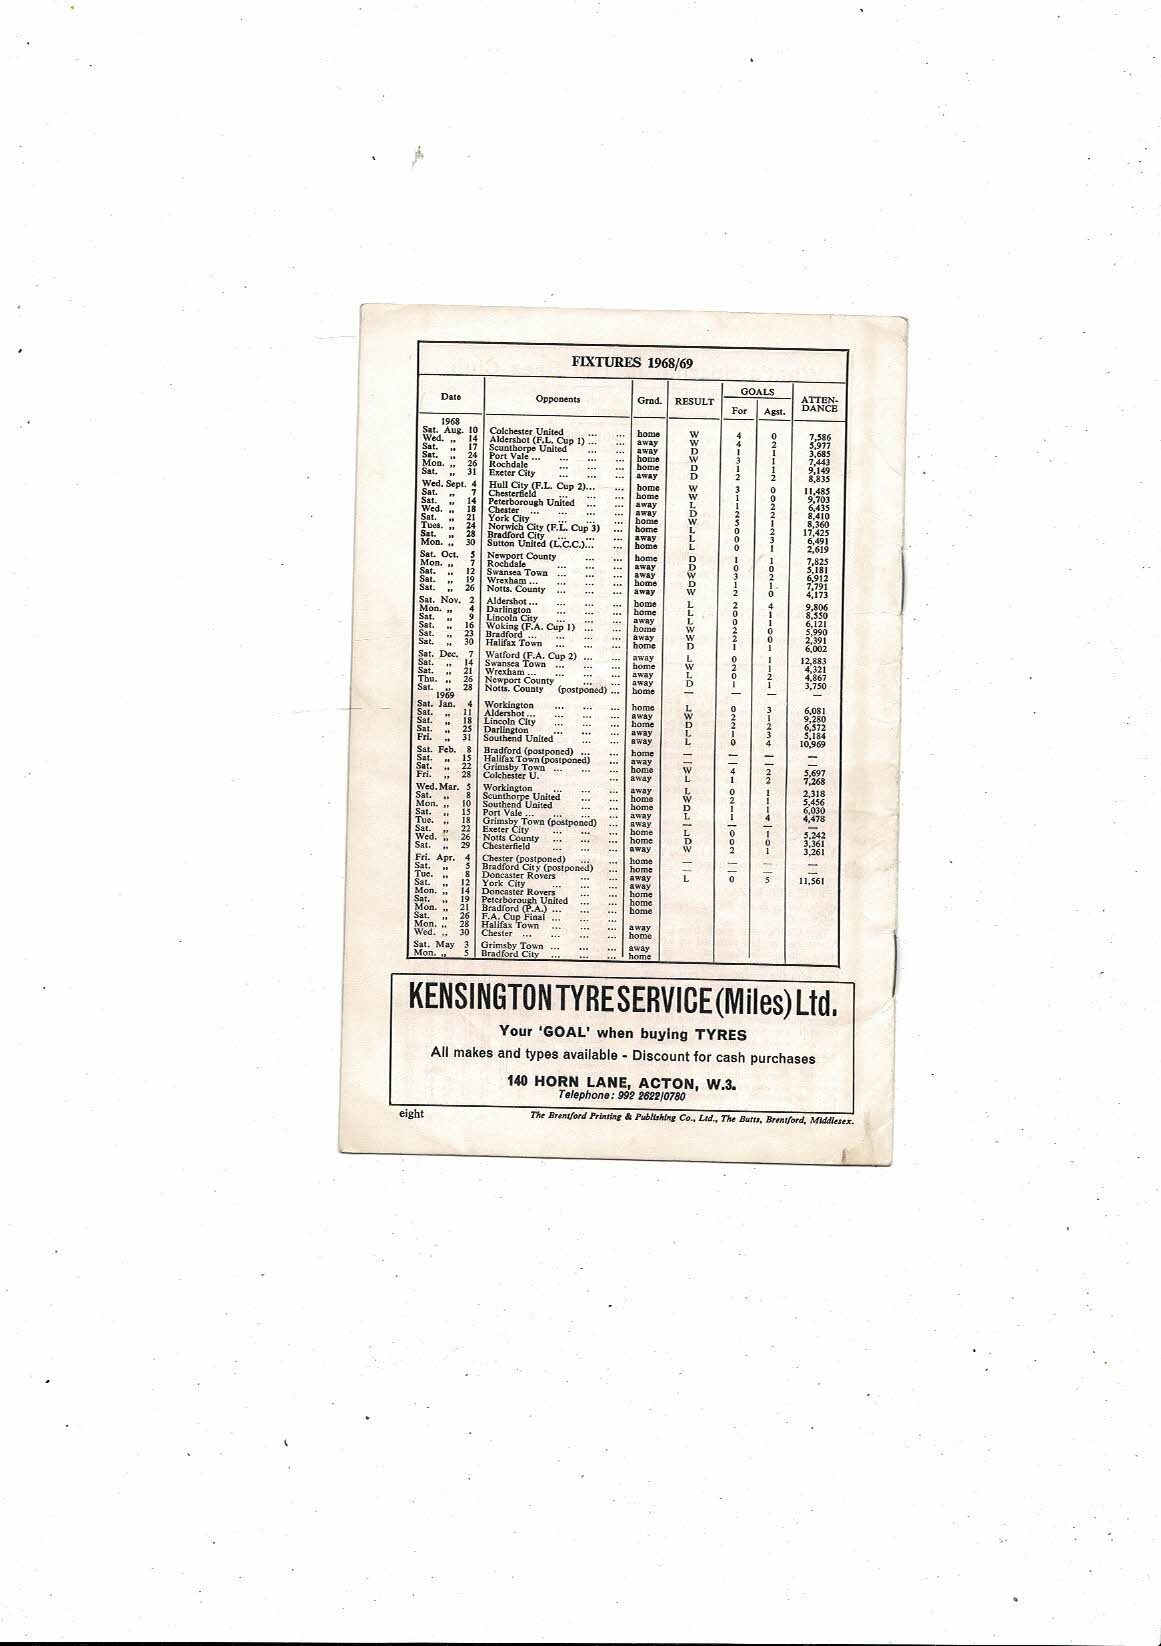 FIXTURES 1968/69
Date Opponents Grnd. RESULT GOALS For Agst. ATTEN-DANCE
1968
Sat. Aug. 10 Colchester United ... ... home W 4 0 7,586
Wed. „ 14 Aldershot (F.L. Cup 1) ... ... away W 4 2 5,977
Sat. „ 17 Scunthorpe United ... ... away D 1 1 3,685
Sat. „ 24 Port Vale ... ... ... ... home W 3 1 7,443
Mon. „ 26 Rochdale ... ... ... home D 1 1 9,149
Sat. „ 31 Exeter City ... ... ... away D 2 2 8,835
Wed. Sept. 4 Hull City (F.L. Cup 2)... ... home W 3 0 11,485
Sat. „ 7 Chesterfield ... ... ... home W 1 0 9,703
Sat. „ 14 Peterborough United ... ... away L 1 2 6,435
Wed. „ 18 Chester ... ... ... ... away D 2 2 8,410
Sat. „ 21 York City ... ... ... home W 5 1 8,360
Tues. „ 24 Norwich City (F.L. Cup 3) ... home L 0 2 17,425
Sat. „ 28 Bradford City ... ... ... away L 0 3 6,491
Mon. „ 30 Sutton United (L.C.C.)... ... home L 0 1 2,619
Sat. Oct. 5 Newport County ... ... home D 1 1 7,825
Mon. „ 7 Rochdale ... ... ... away D 0 0 5,181
Sat. „ 12 Swansea Town ... ... ... away W 3 2 6,912
Sat. „ 19 Wrexham ... ... ... ... home D 1 1 7,791
Sat. „ 26 Notts. County ... ... ... away W 2 0 4,173
Sat. Nov. 2 Aldershot ... ... ... ... home L 2 4 9,806
Mon. „ 4 Darlington ... ... ... home L 0 1 8,550
Sat. „ 9 Lincoln City ... ... ... away L 0 1 6,121
Sat. „ 16 Woking (F.A. Cup 1) ... ... home W 2 0 5,990
Sat. „ 23 Bradford ... ... ... ... away W 2 0 2,391
Sat. „ 30 Halifax Town ... ... ... home D 1 1 6,002
Sat. Dec. 7 Watford (F.A. Cup 2) ... ... away L 0 1 12,883
Sat. „ 14 Swansea Town ... ... ... home W 2 1 4,321
Sat. „ 21 Wrexham ... ... ... ... away L 0 2 4,867
Thu. „ 26 Newport County ... ... away D 1 1 3,750
Sat. „ 28 Notts. County (postponed) ... home — — — —
1969
Sat. Jan. 4 Workington ... ... ... home L 0 3 6,081
Sat. „ 11 Aldershot ... ... ... ... away W 2 1 9,280
Sat. „ 18 Lincoln City ... ... ... home D 2 2 6,572
Sat. „ 25 Darlington ... ... ... away L 1 3 5,184
Fri. „ 31 Southend United ... ... away L 0 4 10,969
Sat. Feb. 8 Bradford (postponed) ... ... home — — — —
Sat. „ 15 Halifax Town (postponed) ... away — — — —
Sat. „ 22 Grimsby Town ... ... ... home W 4 2 5,697
Fri. „ 28 Colchester U. ... away L 1 2 7,268
Wed. Mar. 5 Workington ... ... ... away L 0 1 2,318
Sat. „ 8 Scunthorpe United ... ... home W 2 1 5,456
Mon. „ 10 Southend United ... ... home D 1 1 6,030
Sat. „ 15 Port Vale ... ... ... ... away L 1 4 4,478
Tue. „ 18 Grimsby Town (postponed) ... away — — — —
Sat. „ 22 Exeter City ... ... ... home L 0 1 5,242
Wed. „ 26 Notts County ... ... ... home D 0 0 3,361
Sat. „ 29 Chesterfield ... ... ... away W 2 1 3,261
Fri. Apr. 4 Chester (postponed) ... ... home — — — —
Sat. „ 5 Bradford City (postponed) ... home — — — —
Tue. „ 8 Doncaster Rovers ... ... away L 0 5 11,561
Sat. „ 12 York City ... ... ... away
Mon. „ 14 Doncaster Rovers ... ... home
Sat. „ 19 Peterborough United ... ... home
Mon. „ 21 Bradford (P.A.) ... ... ... home
Sat. „ 26 F.A. Cup Final ... ... ...
Mon. „ 28 Halifax Town ... ... ... away
Wed. „ 30 Chester ... ... ... ... home
Sat. May 3 Grimsby Town ... ... ... away
Mon. „ 5 Bradford City ... ... ... home
KENSINGTON TYRE SERVICE (Miles) Ltd.
Your 'GOAL' when buying TYRES
All makes and types available - Discount for cash purchases
140 HORN LANE, ACTON, W.3.
Telephone: 992 2622/0780
eight The Brentford Printing & Publishing Co., Ltd., The Butts, Brentford, Middlesex.